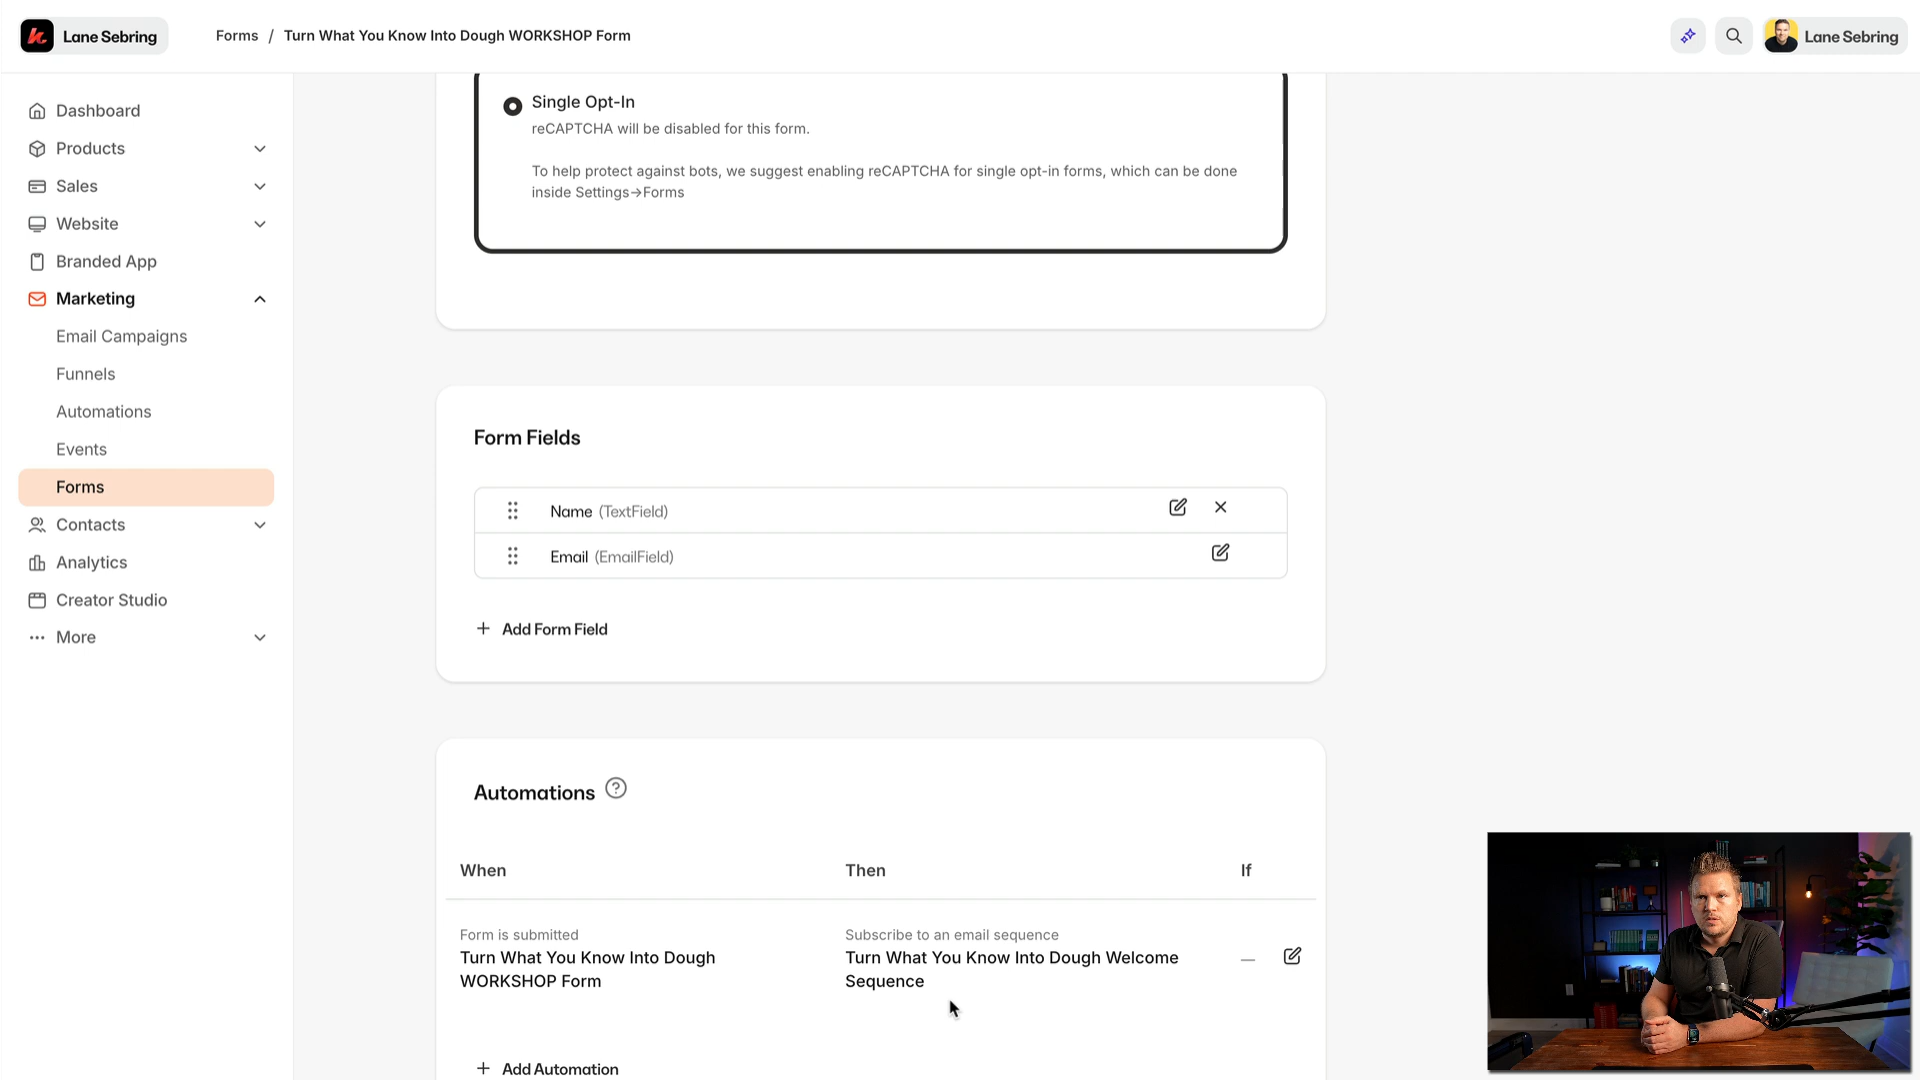 Lane Sebring
Forms / Turn What You Know Into Dough WORKSHOP Form
Lane Sebring
Dashboard
Products
Sales
Website
Branded App
Marketing
Email Campaigns
Funnels
Automations
Events
Forms
Contacts
Analytics
Creator Studio
More
Single Opt-In
reCAPTCHA will be disabled for this form.
To help protect against bots, we suggest enabling reCAPTCHA for single opt-in forms, which can be done
inside Settings→Forms
Form Fields
Name (TextField)
Email (EmailField)
+ Add Form Field
Automations ?
When Then If
Form is submitted
Turn What You Know Into Dough
WORKSHOP Form
Subscribe to an email sequence
Turn What You Know Into Dough Welcome
Sequence
—
+ Add Automation